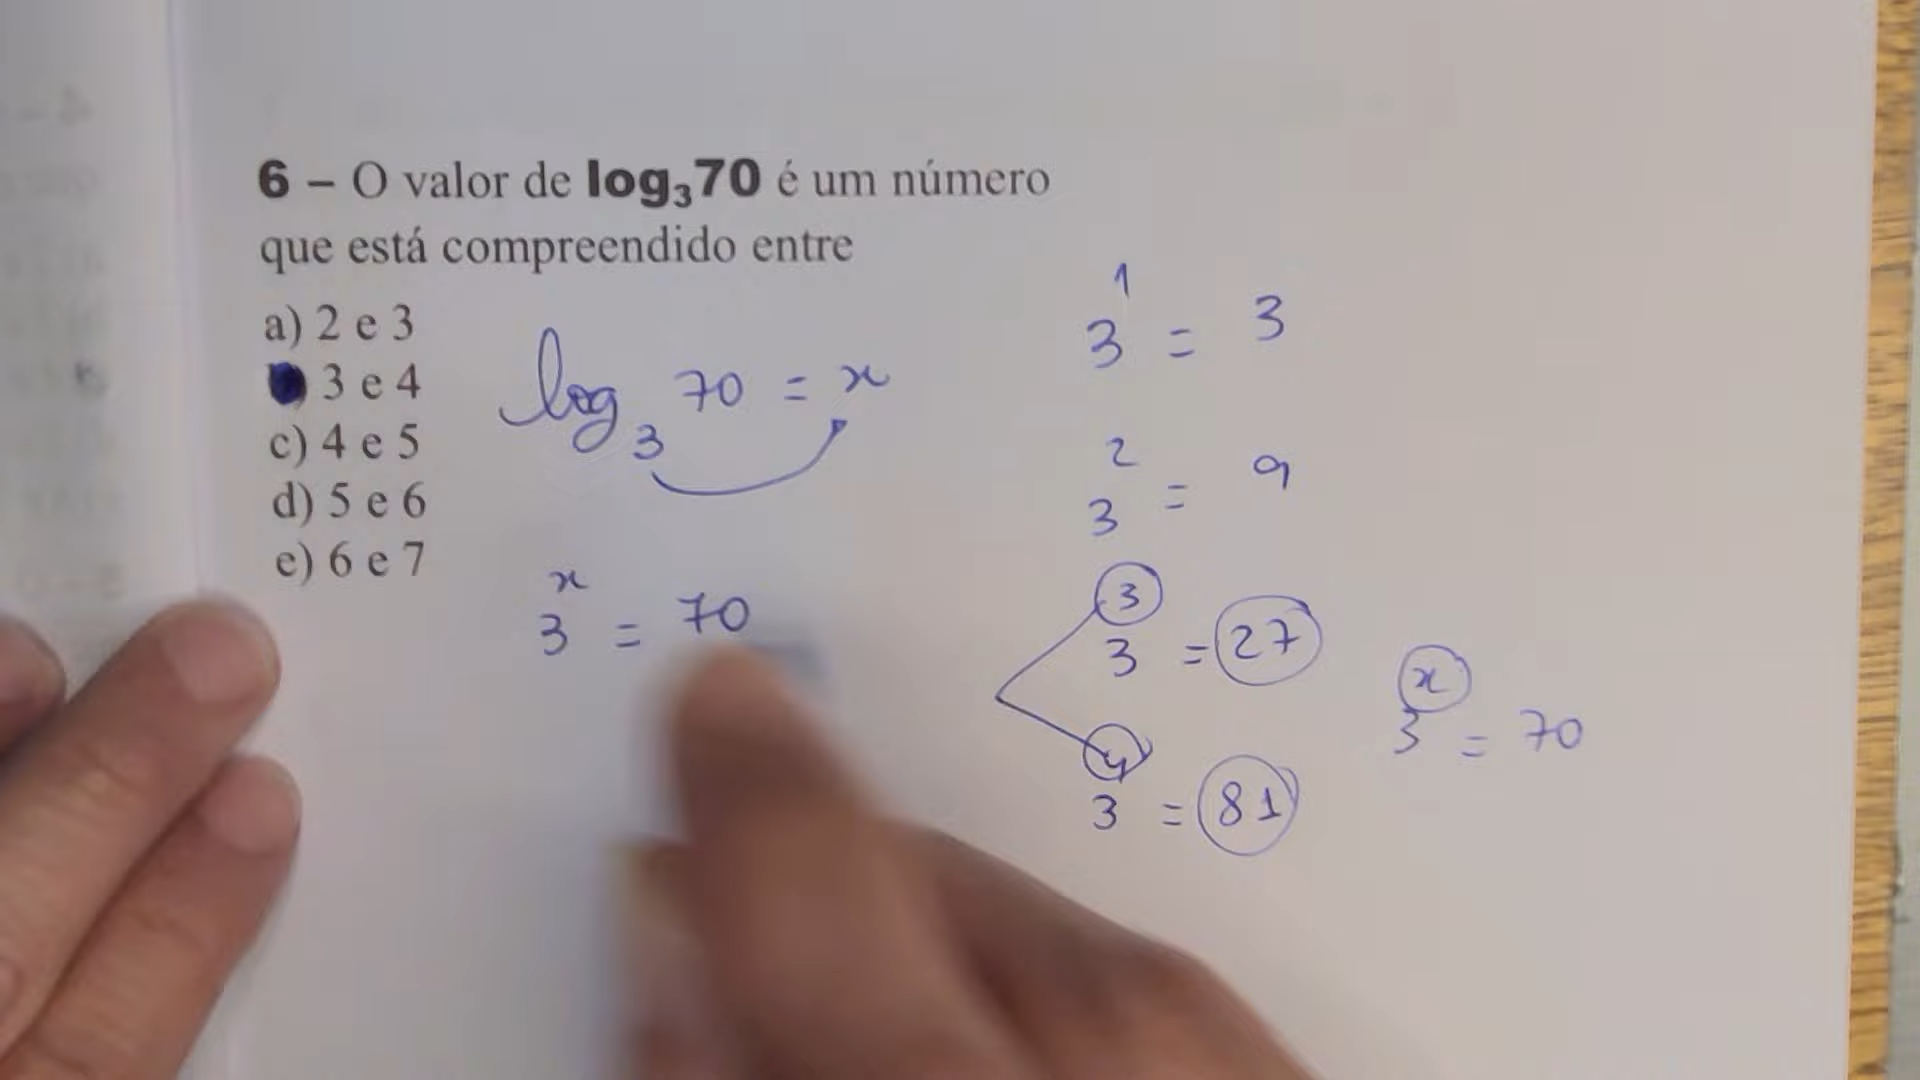 6 – O valor de log₃70 é um número
que está compreendido entre
a) 2 e 3
3 e 4
c) 4 e 5
d) 5 e 6
e) 6 e 7
log₃ 70 = x
3ˣ = 70
3¹ = 3
3² = 9
3³ = 27
3⁴ = 81
3ˣ = 70